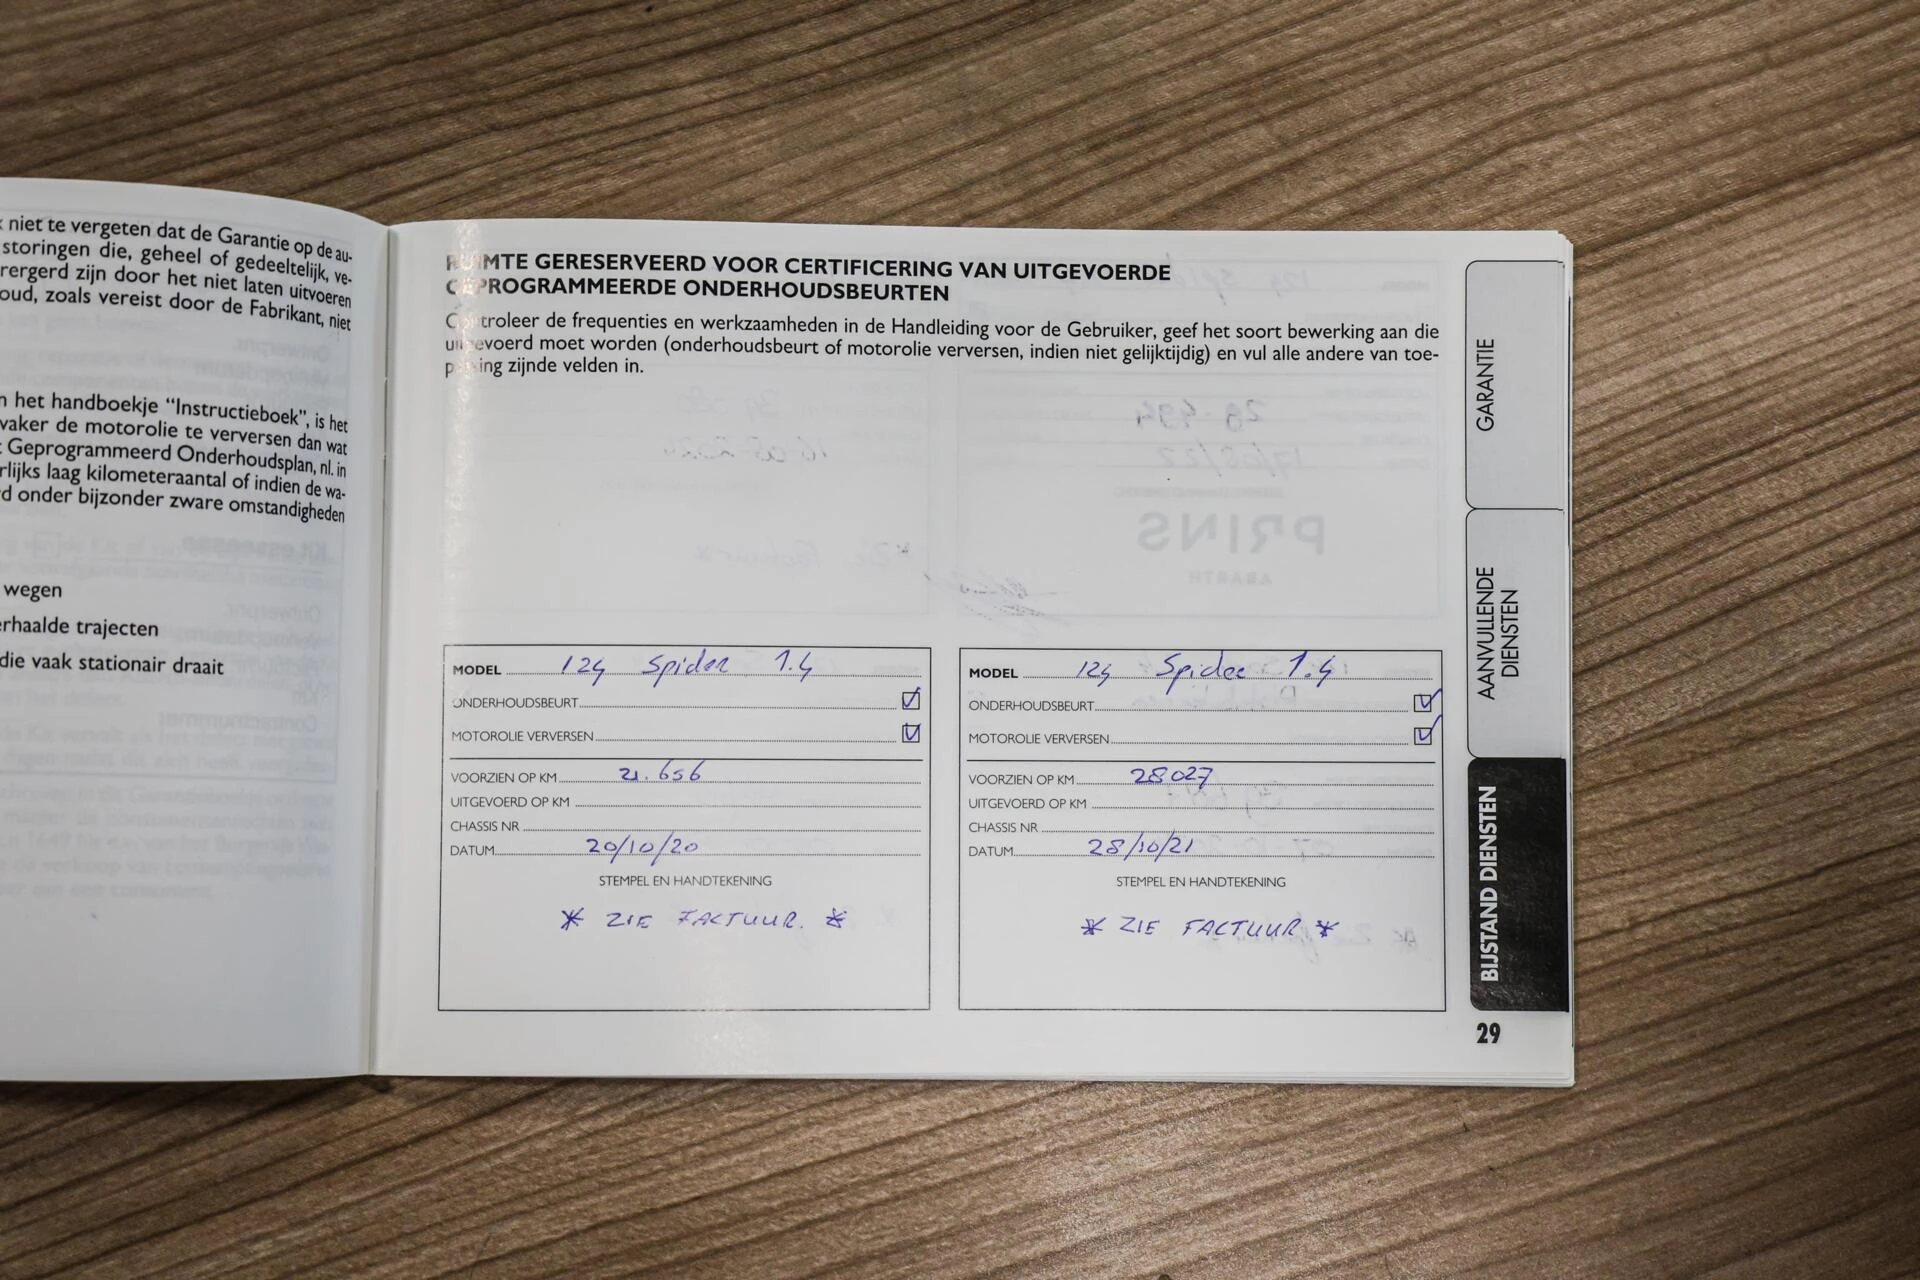 niet te vergeten dat de Garantie op de au-
storingen die, geheel of gedeeltelijk, ve-
rergerd zijn door het niet laten uitvoeren
oud, zoals vereist door de Fabrikant, niet
n het handboekje “Instructieboek”, is het
vaker de motorolie te verversen dan wat
Geprogrammeerd Onderhoudsplan, nl. in
rlijks laag kilometeraantal of indien de wa-
d onder bijzonder zware omstandigheden
wegen
rhaalde trajecten
die vaak stationair draait
RUIMTE GERESERVEERD VOOR CERTIFICERING VAN UITGEVOERDE
GEPROGRAMMEERDE ONDERHOUDSBEURTEN
Controleer de frequenties en werkzaamheden in de Handleiding voor de Gebruiker, geef het soort bewerking aan die
uitgevoerd moet worden (onderhoudsbeurt of motorolie verversen, indien niet gelijktijdig) en vul alle andere van toe-
passing zijnde velden in.
MODEL 124 Spider 1.4
ONDERHOUDSBEURT
MOTOROLIE VERVERSEN
VOORZIEN OP KM 21.656
UITGEVOERD OP KM
CHASSIS NR
DATUM 20/10/20
STEMPEL EN HANDTEKENING
* ZIE FACTUUR. *
MODEL 124 Spider 1.4
ONDERHOUDSBEURT
MOTOROLIE VERVERSEN
VOORZIEN OP KM 28027
UITGEVOERD OP KM
CHASSIS NR
DATUM 28/10/21
STEMPEL EN HANDTEKENING
* ZIE FACTUUR *
GARANTIE
AANVULLENDE
DIENSTEN
BIJSTAND DIENSTEN
29